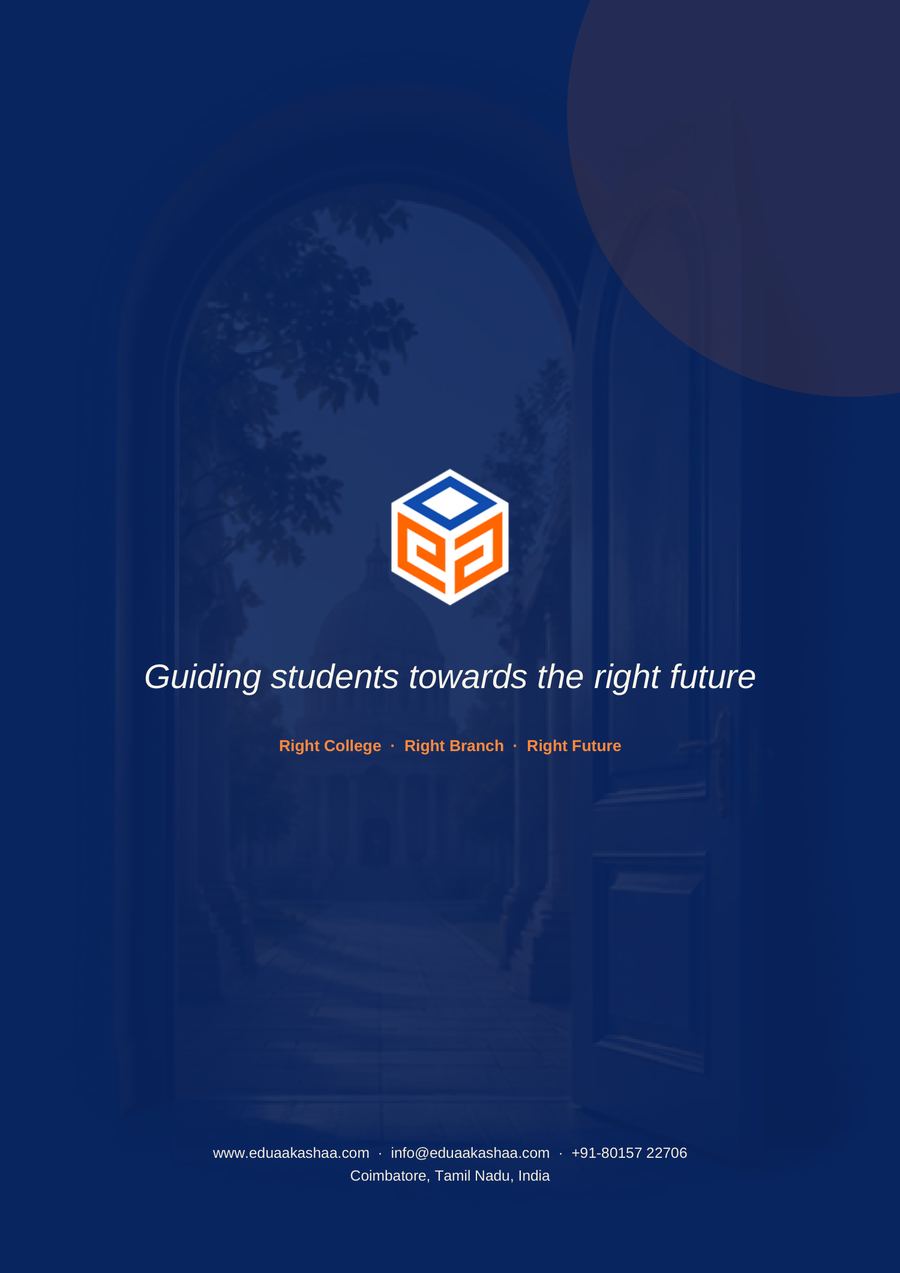 Guiding students towards the right future
Right College · Right Branch · Right Future
www.eduaakashaa.com · info@eduaakashaa.com · +91-80157 22706
Coimbatore, Tamil Nadu, India